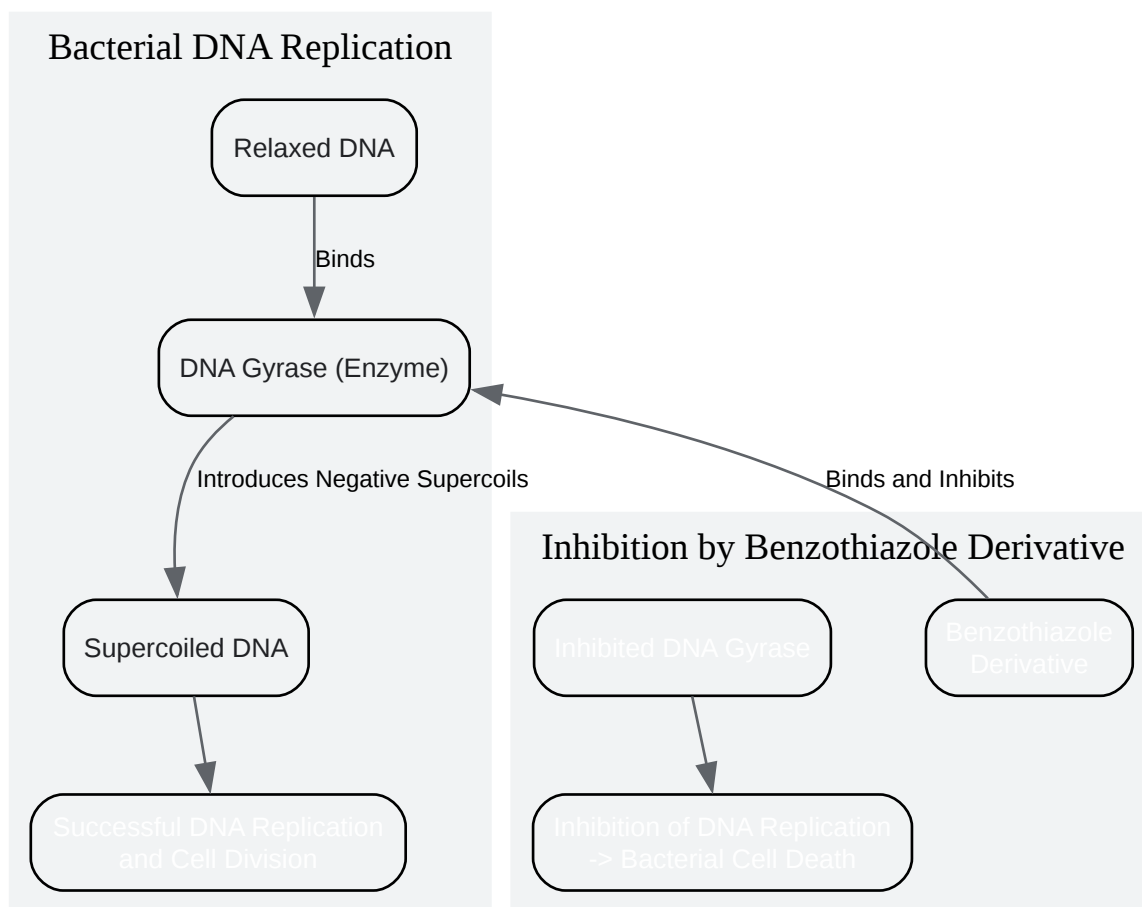 Bacterial DNA Replication
Relaxed DNA
Binds
DNA Gyrase (Enzyme)
Introduces Negative Supercoils
Binds and Inhibits
Inhibition by Benzothiazole Derivative
Supercoiled DNA
Inhibited DNA Gyrase
Benzothiazole
Derivative
Successful DNA Replication
and Cell Division
Inhibition of DNA Replication
-> Bacterial Cell Death